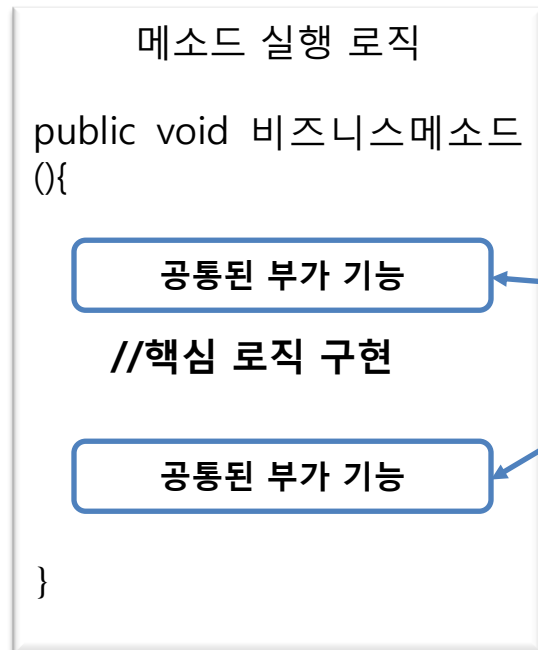 메소드 실행 로직
public void 비즈니스메소드
(){
공통된 부가 기능
//핵심 로직 구현
공통된 부가 기능
}